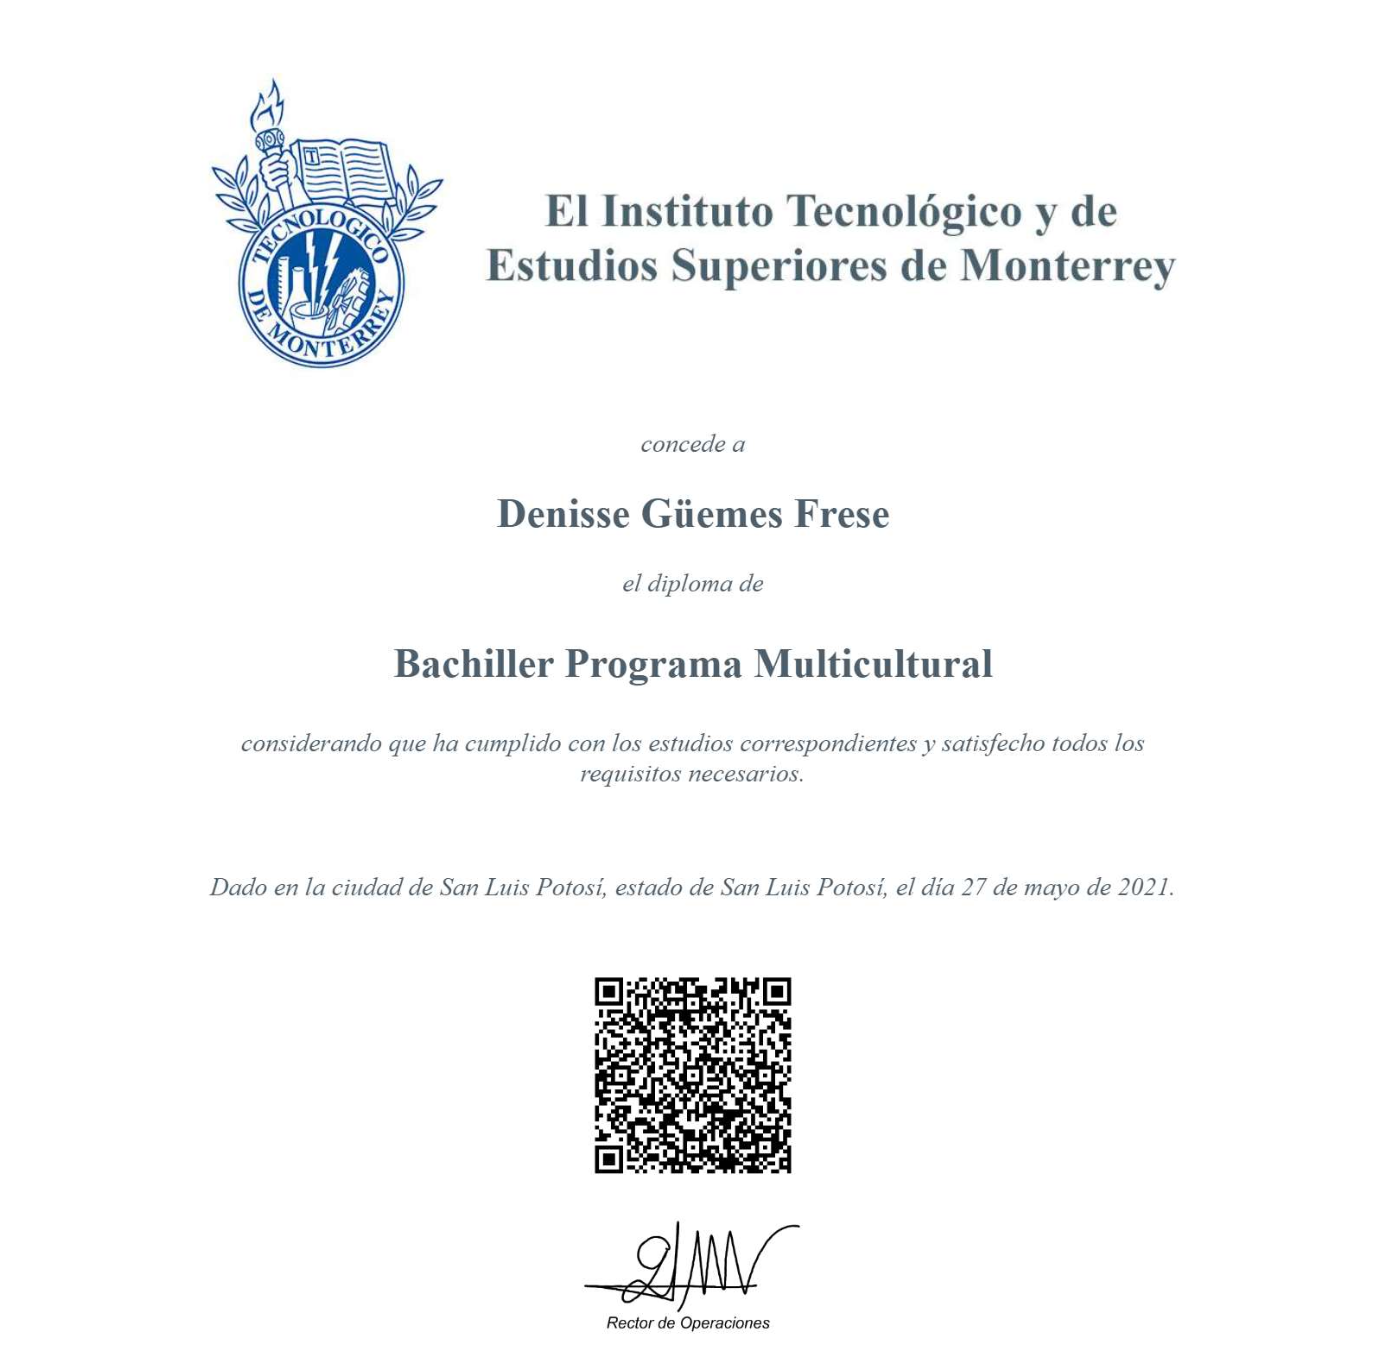 TECNOLOGICO
DE MONTERREY
T
El Instituto Tecnológico y de
Estudios Superiores de Monterrey
concede a
Denisse Güemes Frese
el diploma de
Bachiller Programa Multicultural
considerando que ha cumplido con los estudios correspondientes y satisfecho todos los
requisitos necesarios.
Dado en la ciudad de San Luis Potosí, estado de San Luis Potosí, el día 27 de mayo de 2021.
Rector de Operaciones